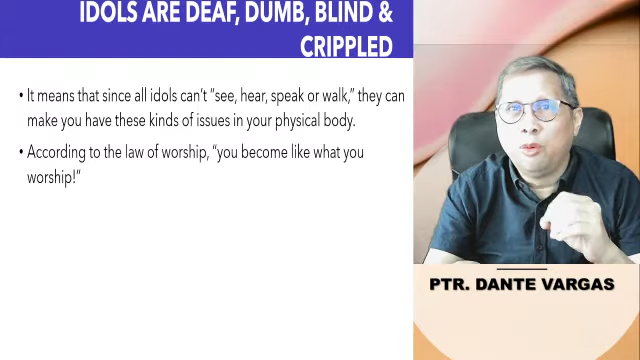 IDOLS ARE DEAF, DUMB, BLIND &
CRIPPLED
• It means that since all idols can't "see, hear, speak or walk," they can
make you have these kinds of issues in your physical body.
• According to the law of worship, "you become like what you
worship!"
PTR. DANTE VARGAS